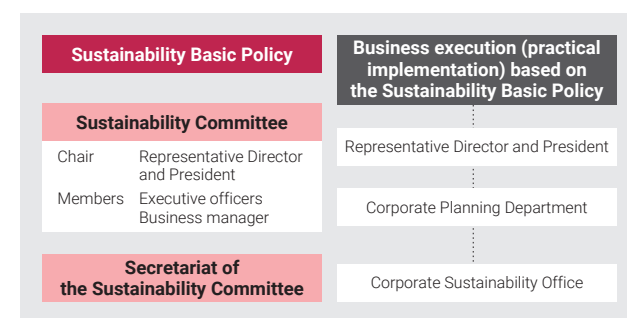 Sustainability Basic Policy
Sustainability Committee
Chair Representative Director
and President
Members Executive officers
Business manager
Secretariat of
the Sustainability Committee
Business execution (practical
implementation) based on
the Sustainability Basic Policy
Representative Director and President
Corporate Planning Department
Corporate Sustainability Office